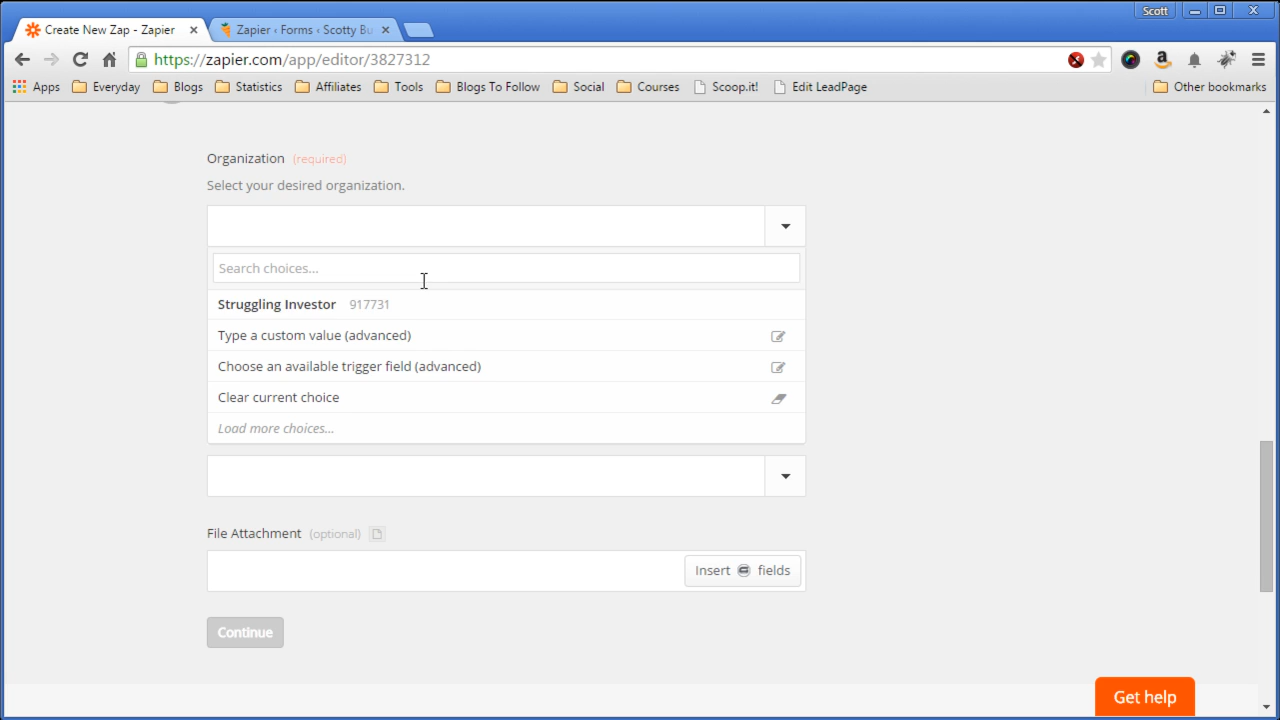 Scott
Create New Zap - Zapier
Zapier ‹ Forms ‹ Scotty Bu
https://zapier.com/app/editor/3827312
Apps Everyday Blogs Statistics Affiliates Tools Blogs To Follow Social Courses Scoop.it! Edit LeadPage Other bookmarks
Organization (required)
Select your desired organization.
Search choices...
Struggling Investor 917731
Type a custom value (advanced)
Choose an available trigger field (advanced)
Clear current choice
Load more choices...
File Attachment (optional)
Insert fields
Continue
Get help